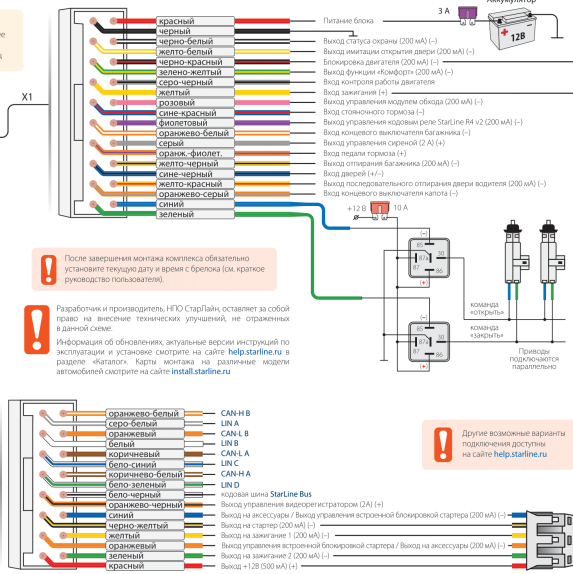 Аккумулятор
3 А
12В
X1
красный Питание блока
черный
черно-белый Выход статуса охраны (200 мА) (–)
желто-белый Выход имитации открытия двери (200 мА) (–)
черно-красный Блокировка двигателя (200 мА) (–)
зелено-желтый Выход функции «Комфорт» (200 мА) (–)
серо-черный Вход контроля работы двигателя
желтый Вход зажигания (+)
розовый Выход управления модулем обхода (200 мА) (–)
сине-красный Вход стояночного тормоза (–)
фиолетовый Выход управления кодовым реле StarLine R4 v2 (200 мА) (–)
оранжево-белый Вход концевого выключателя багажника (–)
серый Выход управления сиреной (2 А) (+)
оранж.-фиолет. Вход педали тормоза (+)
желто-черный Выход отпирания багажника (200 мА) (–)
сине-черный Вход дверей (+/–)
желто-красный Выход последовательного отпирания двери водителя (200 мА) (–)
оранжево-серый Вход концевого выключателя капота (–)
синий
зеленый
+12 В 10 А
(–)
85
87а 30
87 86
(+)
(–)
85
87а 30
87 86
(+)
команда
«открыть»
команда
«закрыть»
Приводы
подключаются
параллельно
После завершения монтажа комплекса обязательно
установите текущую дату и время с брелока (см. краткое
руководство пользователя).
Разработчик и производитель, НПО СтарЛайн, оставляет за собой
право на внесение технических улучшений, не отраженных
в данной схеме.
Информация об обновлениях, актуальные версии инструкций по
эксплуатации и установке смотрите на сайте help.starline.ru в
разделе «Каталог». Карты монтажа на различные модели
автомобилей смотрите на сайте install.starline.ru
Другие возможные варианты
подключения доступны
на сайте help.starline.ru
оранжево-белый CAN-H B
серо-белый LIN A
оранжевый CAN-L B
белый LIN B
коричневый CAN-L A
бело-синий LIN C
коричнево-белый CAN-H A
бело-зеленый LIN D
бело-черный кодовая шина StarLine Bus
оранжево-черный Выход управления видеорегистратором (2А) (+)
синий Выход на аксессуары / Выход управления встроенной блокировкой стартера (200 мА) (–)
черно-желтый Выход на стартер (200 мА) (–)
желтый Выход на зажигание 1 (200 мА) (–)
оранжевый Выход управления встроенной блокировкой стартера / Выход на аксессуары (200 мА) (–)
зеленый Выход на зажигание 2 (200 мА) (–)
красный Выход +12В (500 мА) (+)